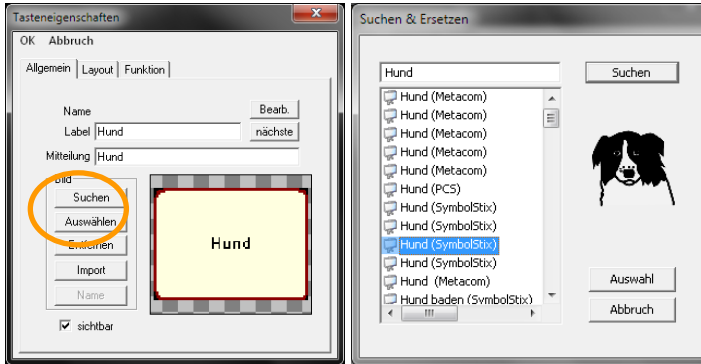 Tasteneigenschaften
OK Abbruch
Allgemein Layout Funktion
Name Bearb.
Label Hund nächste
Mitteilung Hund
Bild
Suchen
Auswählen
Entfernen
Import
Name
sichtbar
Hund
Suchen & Ersetzen
Hund Suchen
Hund (Metacom)
Hund (Metacom)
Hund (Metacom)
Hund (Metacom)
Hund (Metacom)
Hund (PCS)
Hund (SymbolStix)
Hund (SymbolStix)
Hund (SymbolStix)
Hund (SymbolStix)
Hund (Metacom)
Hund baden (SymbolStix)
Auswahl
Abbruch